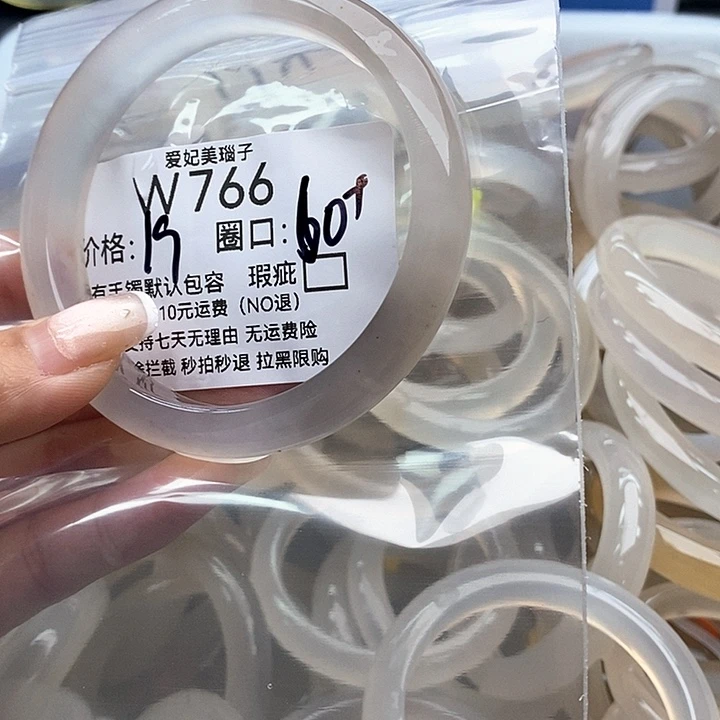 爱妃美瑙子
W766
价格:19 圈口:60+
有手镯默认包容 瑕疵
10元运费（NO退）
支持七天无理由 无运费险
途拦截 秒拍秒退 拉黑限购